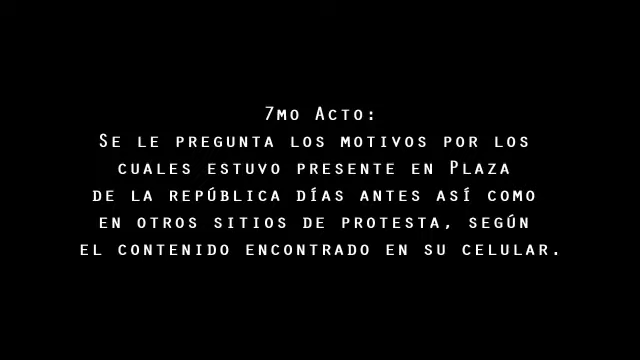 7mo Acto:
Se le pregunta los motivos por los
cuales estuvo presente en Plaza
de la república días antes así como
en otros sitios de protesta, según
el contenido encontrado en su celular.